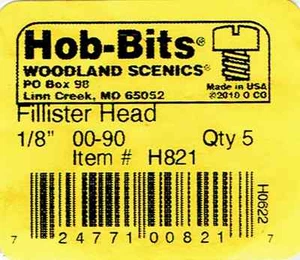 Hob-Bits®
WOODLAND SCENICS®
PO Box 98
Linn Creek, MO 65052
Made in USA
©2010 O CG
Fillister Head
1/8" 00-90 Qty 5
Item # H821
H0622
7 24771 00821 7